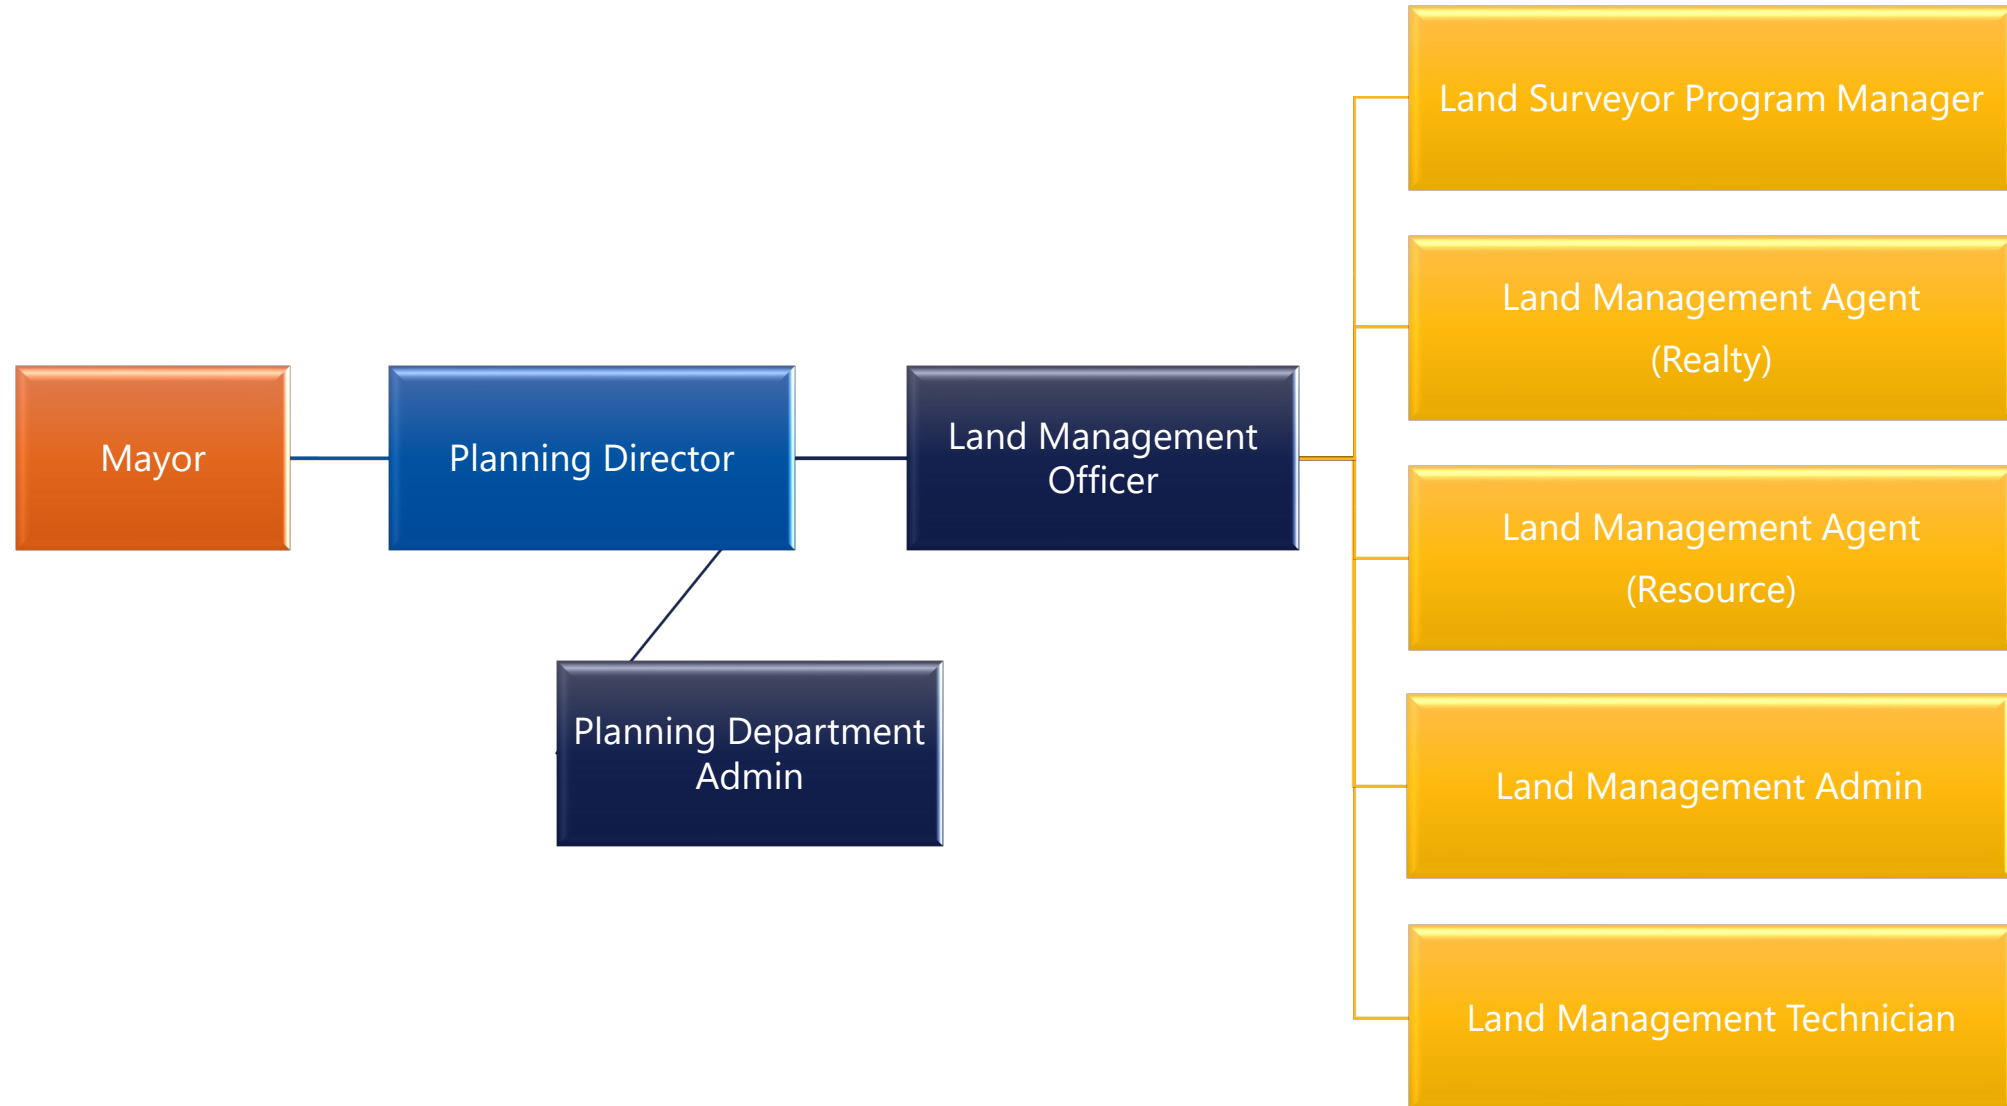 Mayor
Planning Director
Land Management
Officer
Planning Department
Admin
Land Surveyor Program Manager
Land Management Agent
(Realty)
Land Management Agent
(Resource)
Land Management Admin
Land Management Technician